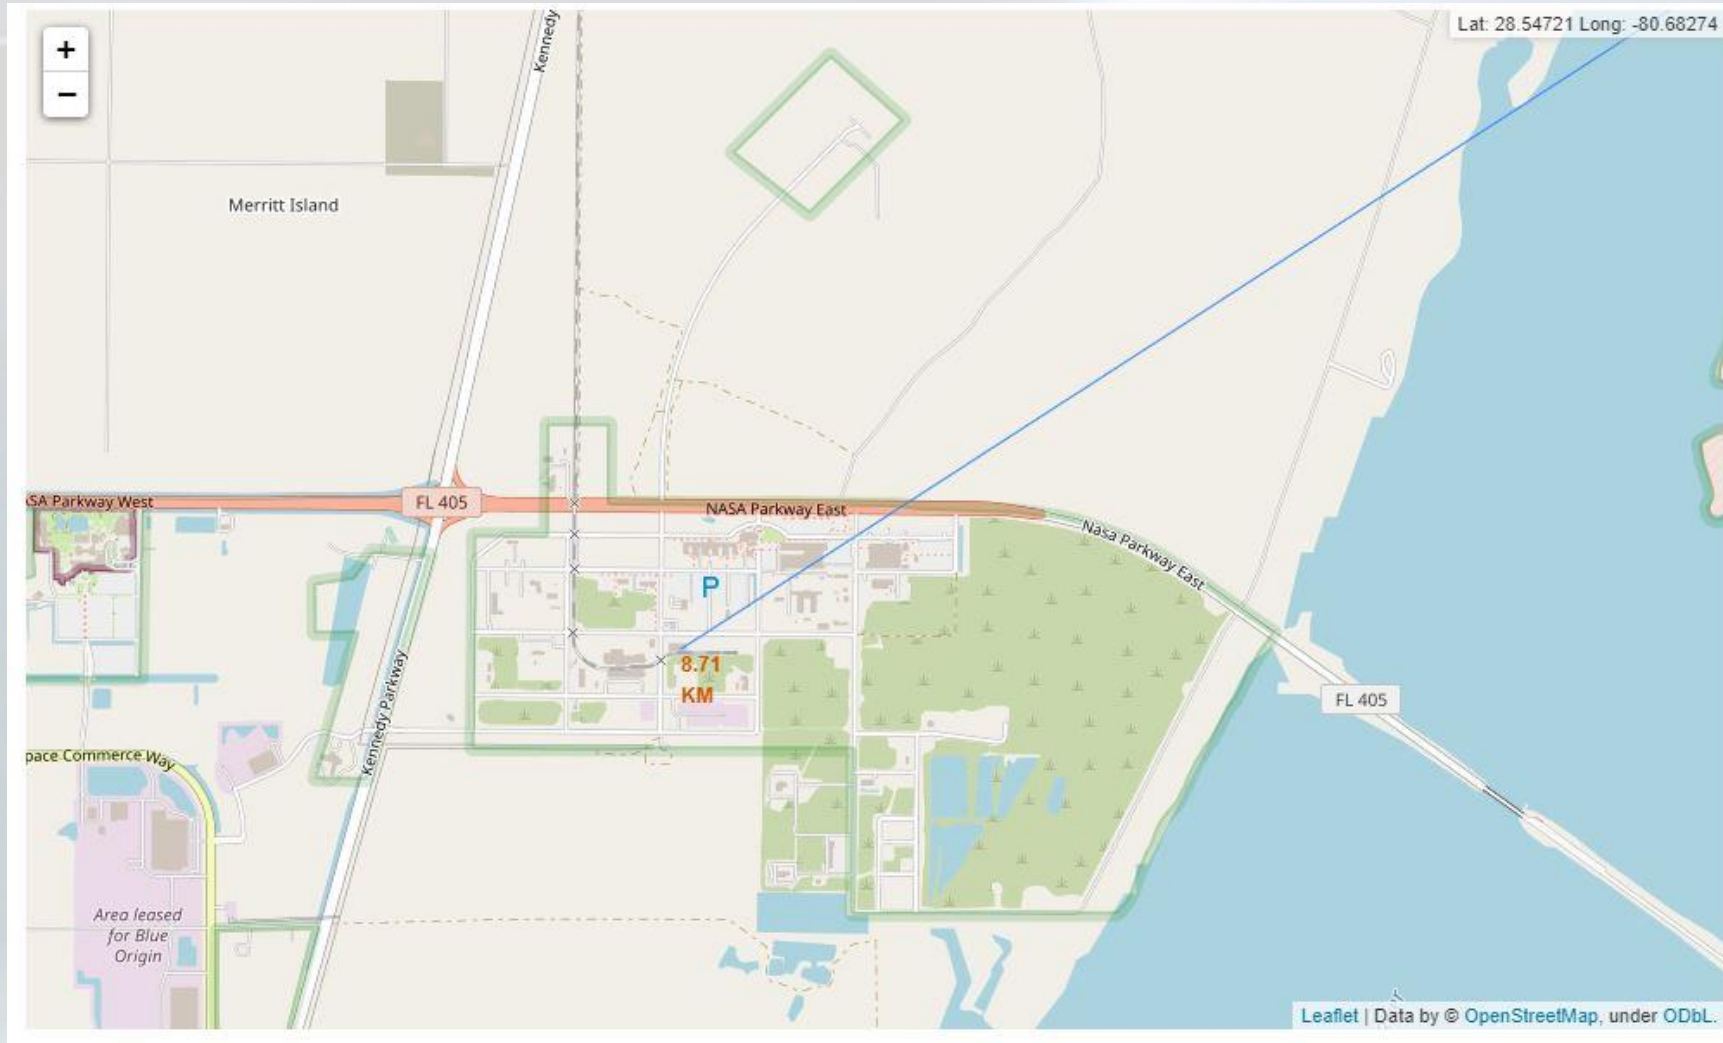 +
−
Lat: 28.54721 Long: -80.68274
Kennedy
Merritt Island
SA Parkway West
FL 405
NASA Parkway East
Nasa Parkway East
P
8.71
KM
Kennedy Parkway
FL 405
pace Commerce Way
Area leased
for Blue
Origin
Leaflet | Data by © OpenStreetMap, under ODbL.